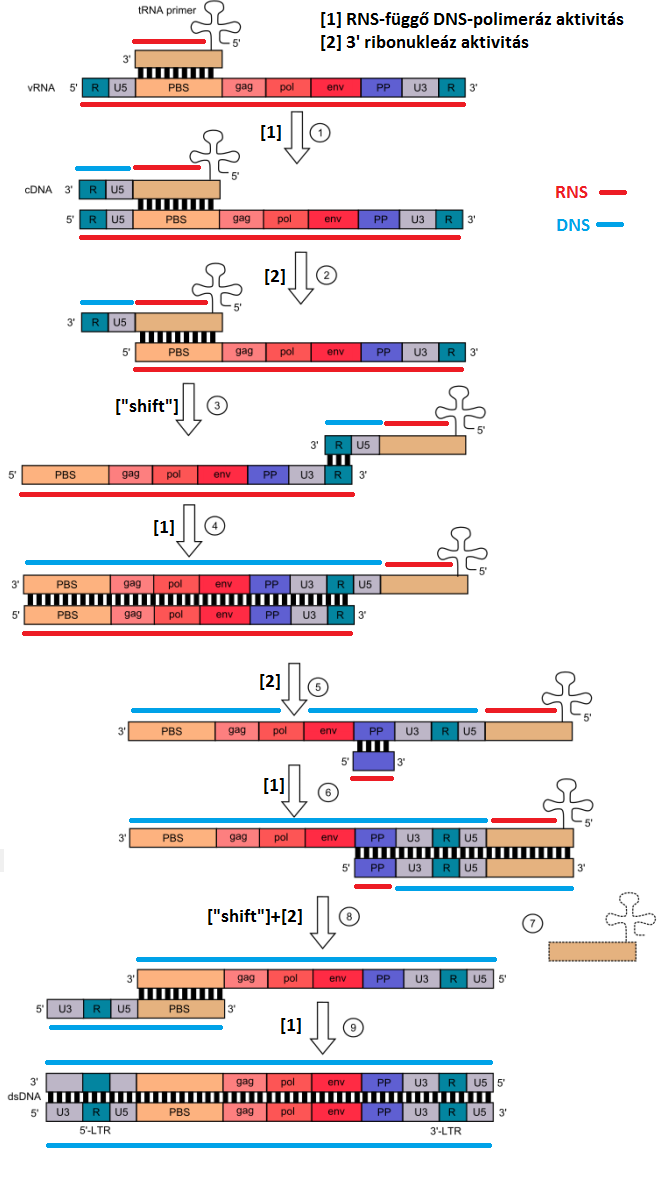 tRNA primer
[1] RNS-függő DNS-polimeráz aktivitás
[2] 3' ribonukleáz aktivitás
5'
3'
vRNA 5' R U5 PBS gag pol env PP U3 R 3'
[1] 1
5'
cDNA 3' R U5
RNS
5' R U5 PBS gag pol env PP U3 R 3'
DNS
[2] 2
5'
3' R U5
5' PBS gag pol env PP U3 R 3'
["shift"] 3
5'
3' R U5
5' PBS gag pol env PP U3 R 3'
[1] 4
5'
3' PBS gag pol env PP U3 R U5
5' PBS gag pol env PP U3 R 3'
[2] 5
5'
3' PBS gag pol env PP U3 R U5
5' 3'
[1] 6
5'
3' PBS gag pol env PP U3 R U5
5' PP U3 R U5 3'
["shift"]+[2] 8
7
3' gag pol env PP U3 R U5 5'
5' U3 R U5 PBS 3'
[1] 9
3' gag pol env PP U3 R U5 5'
dsDNA
5' U3 R U5 PBS gag pol env PP U3 R U5 3'
5'-LTR 3'-LTR